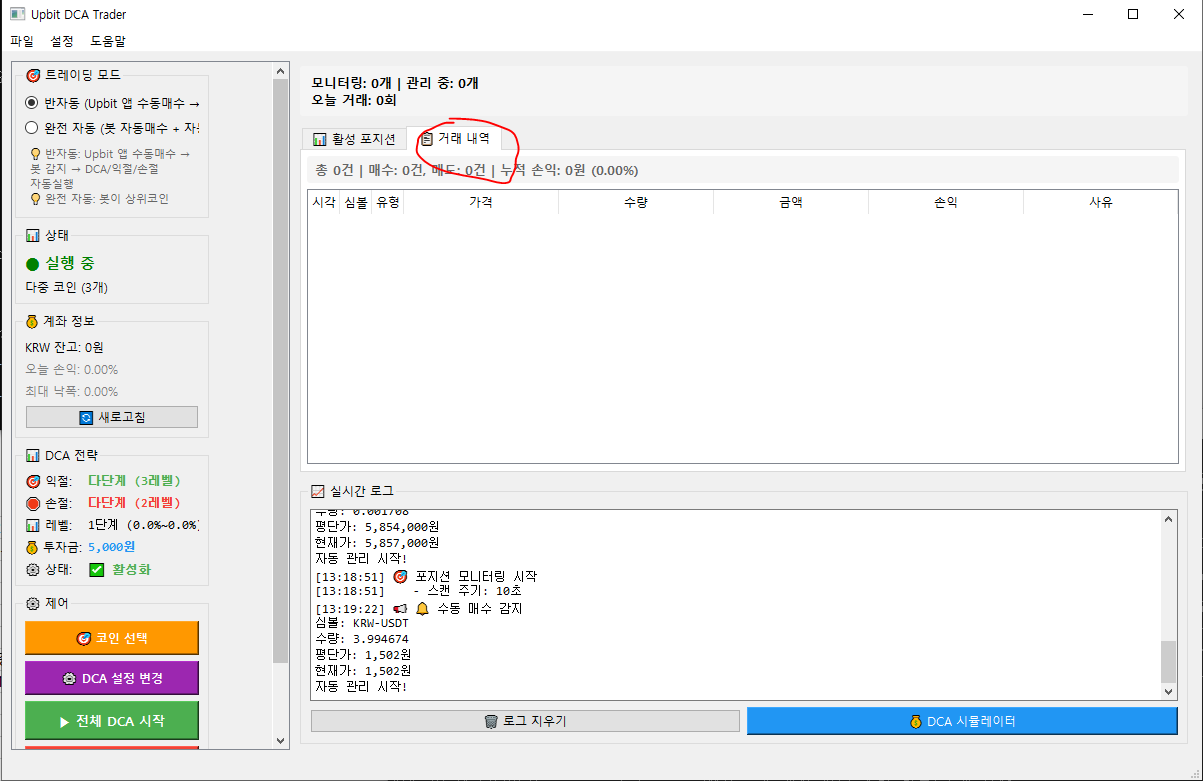 Upbit DCA Trader
파일 설정 도움말
🎯 트레이딩 모드
반자동 (Upbit 앱 수동매수 →
완전 자동 (봇 자동매수 + 자
💡 반자동: Upbit 앱 수동매수 →
봇 감지 → DCA/익절/손절
자동실행
💡 완전 자동: 봇이 상위코인
📊 상태
실행 중
다중 코인 (3개)
💰 계좌 정보
KRW 잔고: 0원
오늘 손익: 0.00%
최대 낙폭: 0.00%
🔄 새로고침
📊 DCA 전략
🎯 익절: 다단계 (3레벨)
🛑 손절: 다단계 (2레벨)
📊 레벨: 1단계 (0.0%~0.0%)
💰 투자금: 5,000원
⚙ 상태: ✅ 활성화
⚙ 제어
🎯 코인 선택
⚙ DCA 설정 변경
▶ 전체 DCA 시작
모니터링: 0개 | 관리 중: 0개
오늘 거래: 0회
📊 활성 포지션 📋 거래 내역
총 0건 | 매수: 0건, 매도: 0건 | 누적 손익: 0원 (0.00%)
시각 심볼 유형 가격 수량 금액 손익 사유
📈 실시간 로그
수량: 0.001708
평단가: 5,854,000원
현재가: 5,857,000원
자동 관리 시작!
[13:18:51] 🎯 포지션 모니터링 시작
[13:18:51] - 스캔 주기: 10초
[13:19:22] 📢 🔔 수동 매수 감지
심볼: KRW-USDT
수량: 3.994674
평단가: 1,502원
현재가: 1,502원
자동 관리 시작!
🗑 로그 지우기 💰 DCA 시뮬레이터